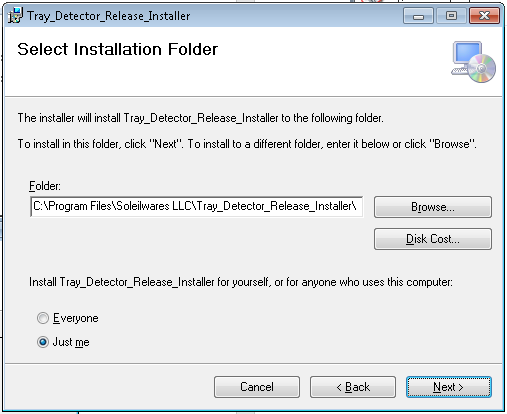 Tray_Detector_Release_Installer
Select Installation Folder
The installer will install Tray_Detector_Release_Installer to the following folder.
To install in this folder, click "Next". To install to a different folder, enter it below or click "Browse".
Folder:
C:\Program Files\Soleilwares LLC\Tray_Detector_Release_Installer\
Browse...
Disk Cost...
Install Tray_Detector_Release_Installer for yourself, or for anyone who uses this computer:
Everyone
Just me
Cancel
< Back
Next >